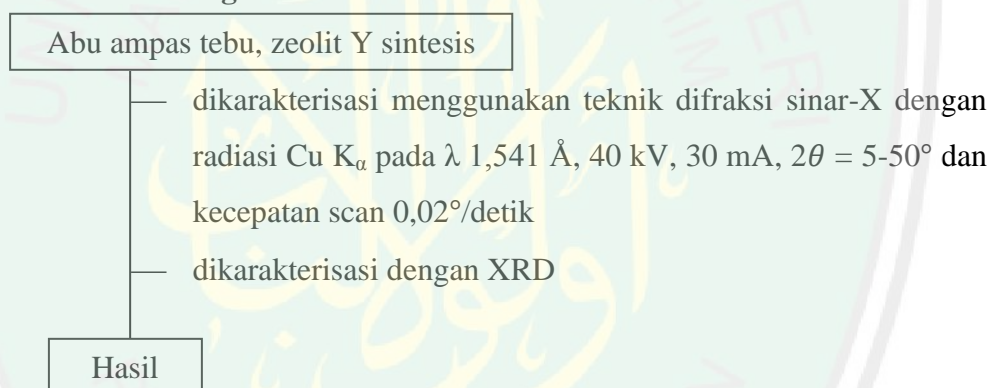 Abu ampas tebu, zeolit Y sintesis
dikarakterisasi menggunakan teknik difraksi sinar-X dengan
radiasi Cu Kα pada λ 1,541 Å, 40 kV, 30 mA, 2θ = 5-50° dan
kecepatan scan 0,02°/detik
dikarakterisasi dengan XRD
Hasil